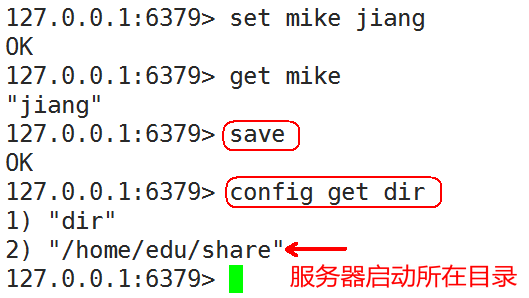 127.0.0.1:6379> set mike jiang
OK
127.0.0.1:6379> get mike
"jiang"
127.0.0.1:6379> save
OK
127.0.0.1:6379> config get dir
1) "dir"
2) "/home/edu/share"
127.0.0.1:6379>
服务器启动所在目录